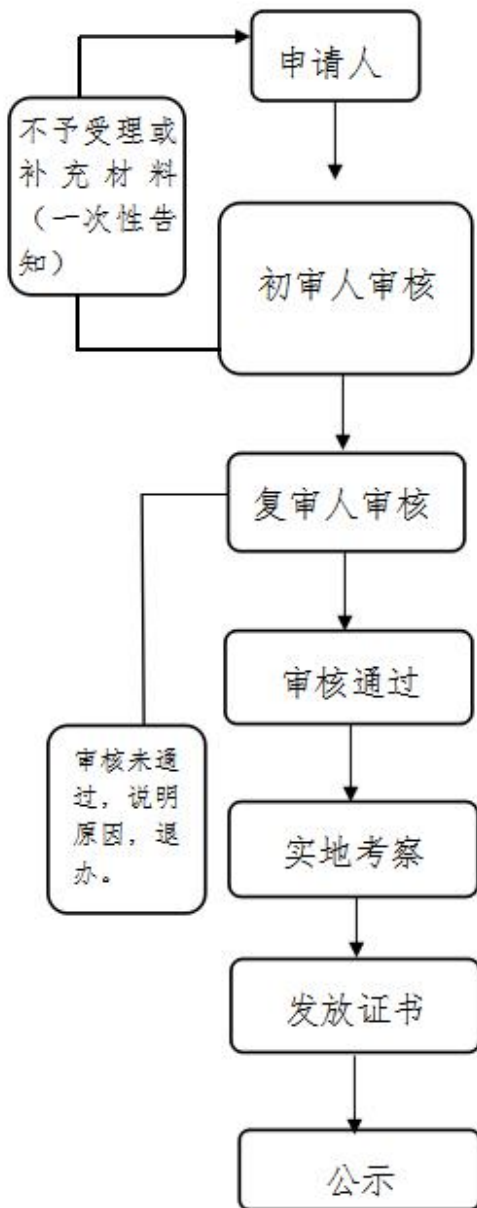 申请人
不予受理或
补充材料
（一次性告
知）
初审人审核
复审人审核
审核通过
审核未通
过，说明
原因，退
办。
实地考察
发放证书
公示